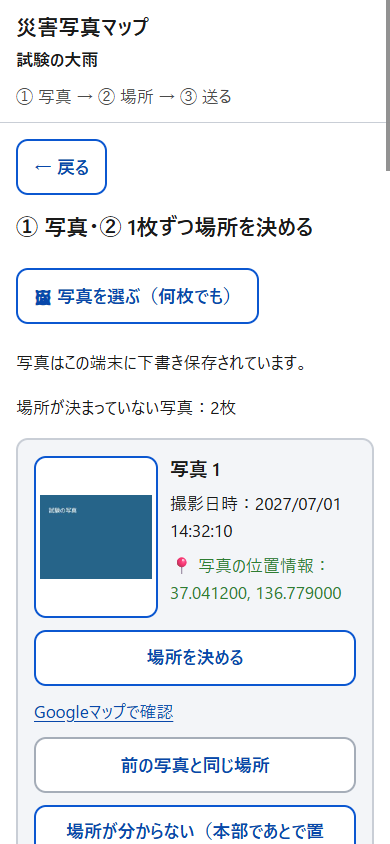 災害写真マップ
試験の大雨
① 写真 → ② 場所 → ③ 送る
← 戻る
① 写真・② 1枚ずつ場所を決める
写真を選ぶ（何枚でも）
写真はこの端末に下書き保存されています。
場所が決まっていない写真：2枚
試験の写真
写真 1
撮影日時：2027/07/01
14:32:10
写真の位置情報：
37.041200, 136.779000
場所を決める
Googleマップで確認
前の写真と同じ場所
場所が分からない（本部であとで置